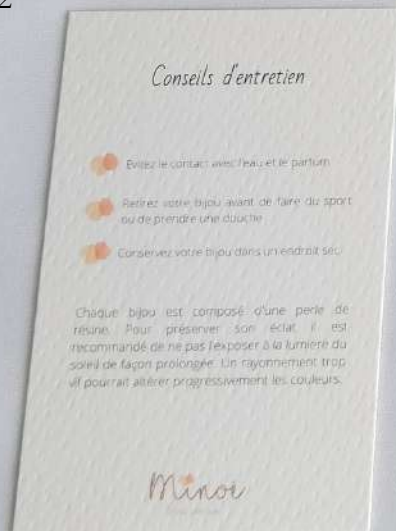 Conseils d'entretien
Evitez le contact avec l'eau et le parfum
Retirez votre bijou avant de faire du sport
ou de prendre une douche
Conservez votre bijou dans un endroit sec
Chaque bijou est composé d'une perle de
résine. Pour préserver son éclat il est
recommandé de ne pas l'exposer à la lumière du
soleil de façon prolongée. Un rayonnement trop
vif pourrait altérer progressivement les couleurs.
Minoi